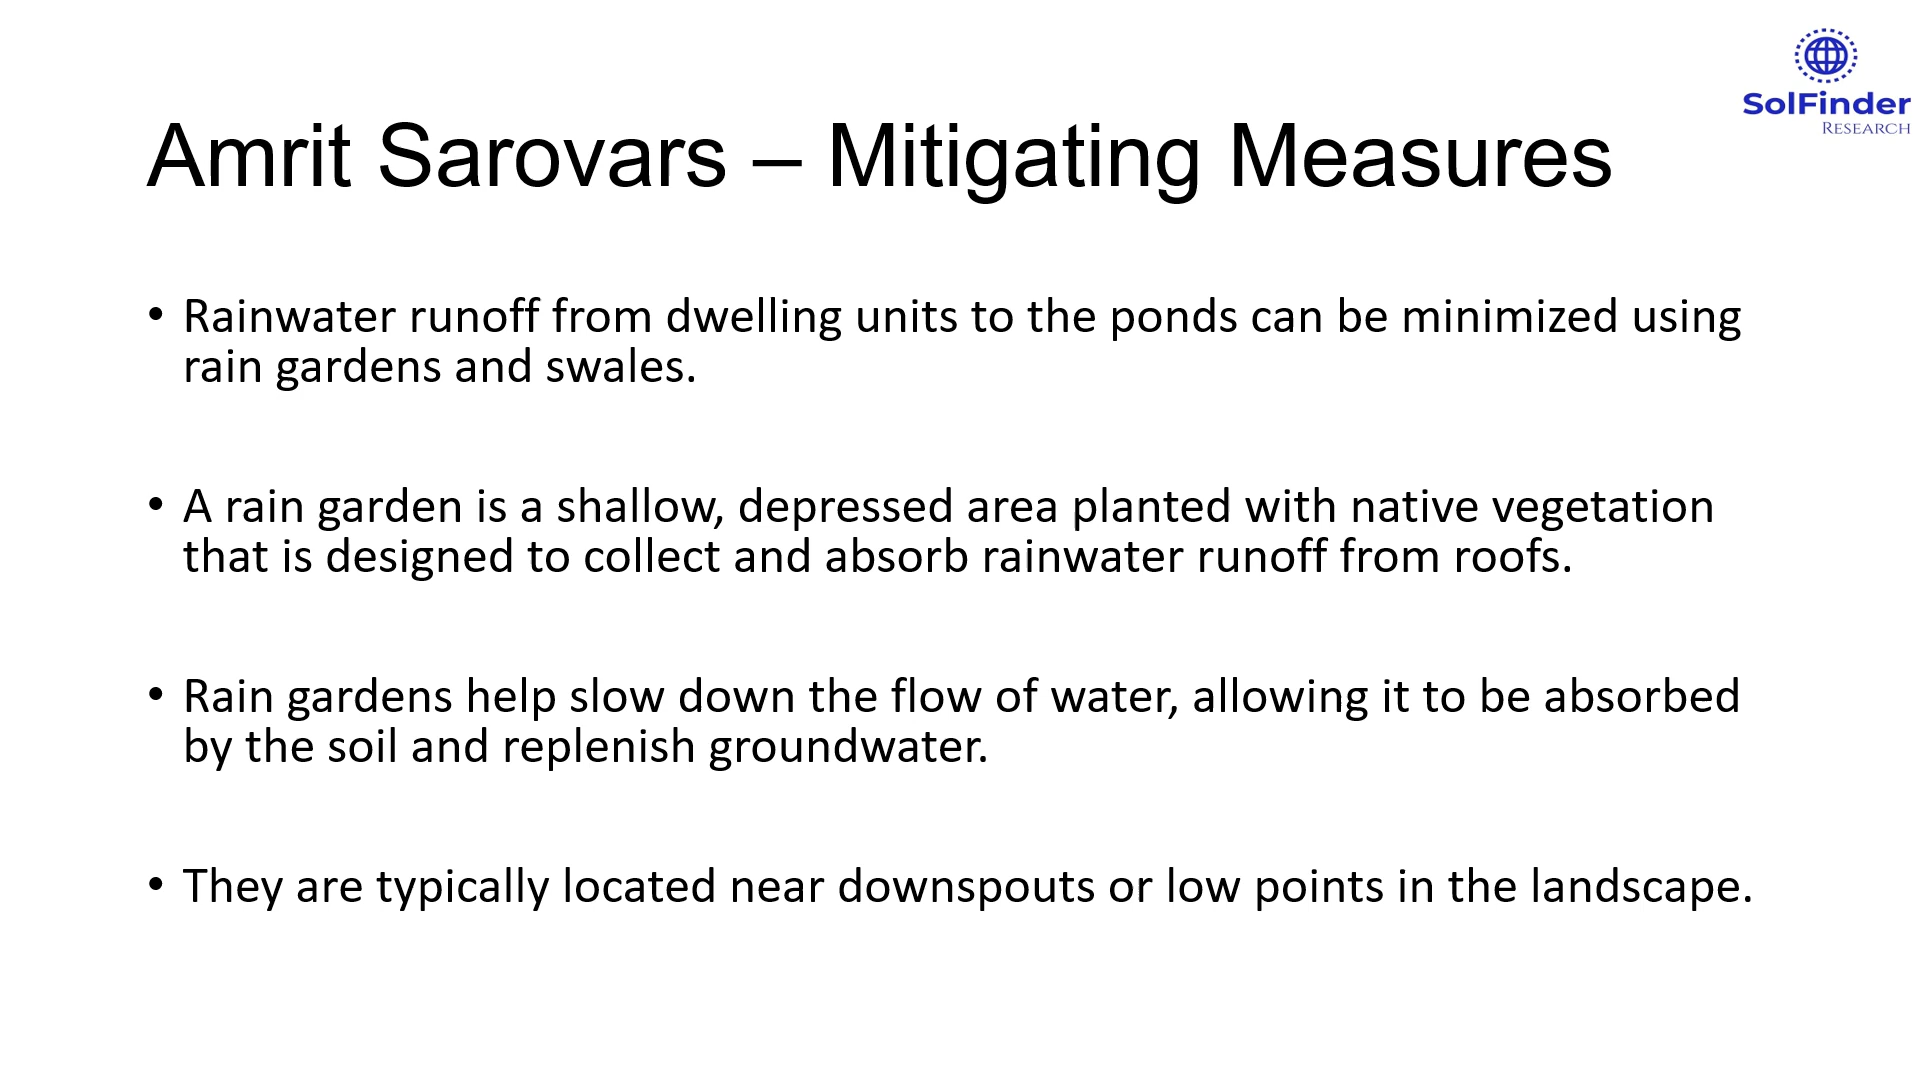 SolFinder
RESEARCH
Amrit Sarovars – Mitigating Measures
• Rainwater runoff from dwelling units to the ponds can be minimized using
rain gardens and swales.
• A rain garden is a shallow, depressed area planted with native vegetation
that is designed to collect and absorb rainwater runoff from roofs.
• Rain gardens help slow down the flow of water, allowing it to be absorbed
by the soil and replenish groundwater.
• They are typically located near downspouts or low points in the landscape.